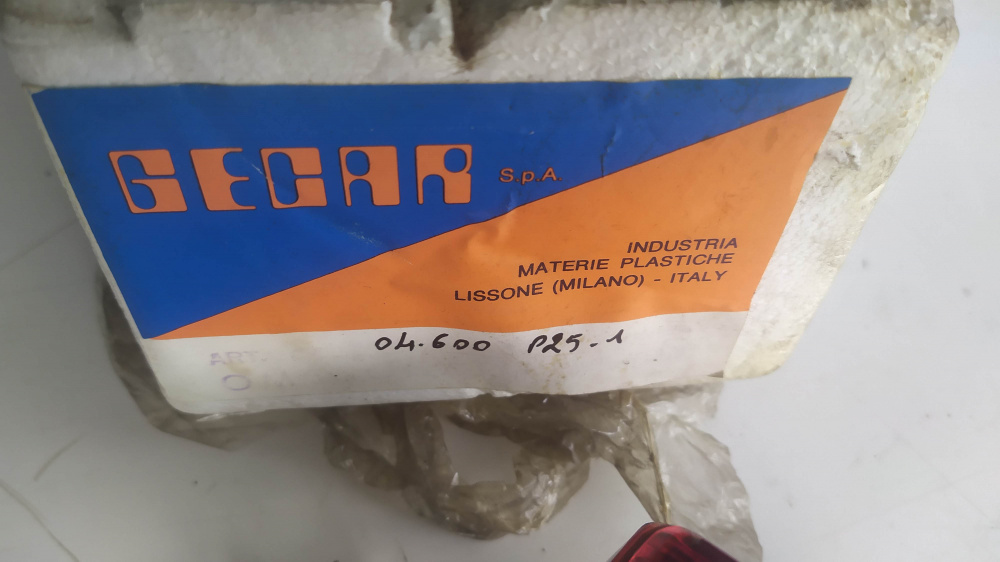 GECAR S.p.A.
INDUSTRIA
MATERIE PLASTICHE
LISSONE (MILANO) - ITALY
04.600 P25-1
ART.